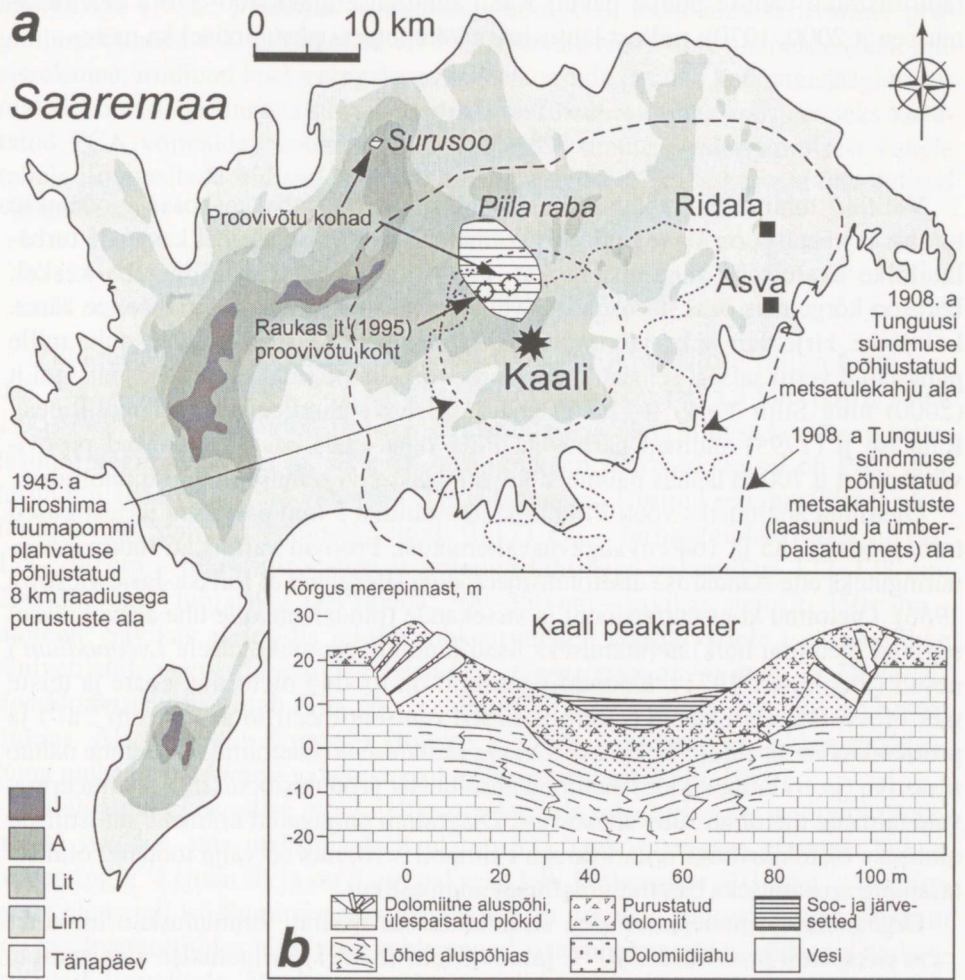 a
0 10 km
Saaremaa
Surusoo
Proovivõtu kohad
Piila raba
Ridala
Asva
Raukas jt (1995)
proovivõtu koht
Kaali
1908. a
Tunguusi
sündmuse
põhjustatud
metsatulekahju ala
1908. a Tunguusi
sündmuse
põhjustatud
metsakahjustuste
(laasunud ja ümber-
paisatud mets) ala
1945. a
Hiroshima
tuumapommi
plahvatuse
põhjustatud
8 km raadiusega
purustuste ala
J
A
Lit
Lim
Tänapäev
Kõrgus merepinnast, m
Kaali peakraater
30
20
10
0
-10
-20
0 20 40 60 80 100 m
Dolomiitne aluspõhi,
ülespaisatud plokid
Lõhed aluspõhjas
Purustatud
dolomiit
Dolomiidijahu
Soo- ja järve-
setted
Vesi
b